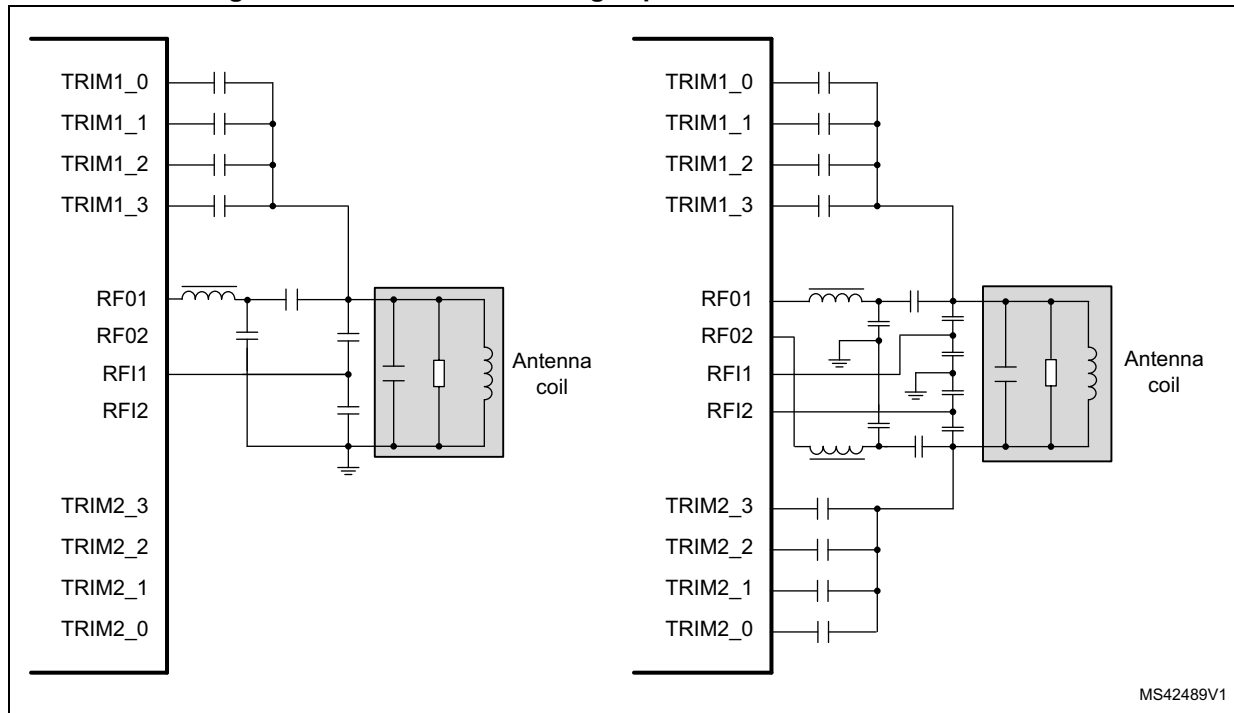 TRIM1_0
TRIM1_1
TRIM1_2
TRIM1_3
RF01
RF02
RFI1
RFI2
TRIM2_3
TRIM2_2
TRIM2_1
TRIM2_0
Antenna
coil
TRIM1_0
TRIM1_1
TRIM1_2
TRIM1_3
RF01
RF02
RFI1
RFI2
TRIM2_3
TRIM2_2
TRIM2_1
TRIM2_0
Antenna
coil
MS42489V1